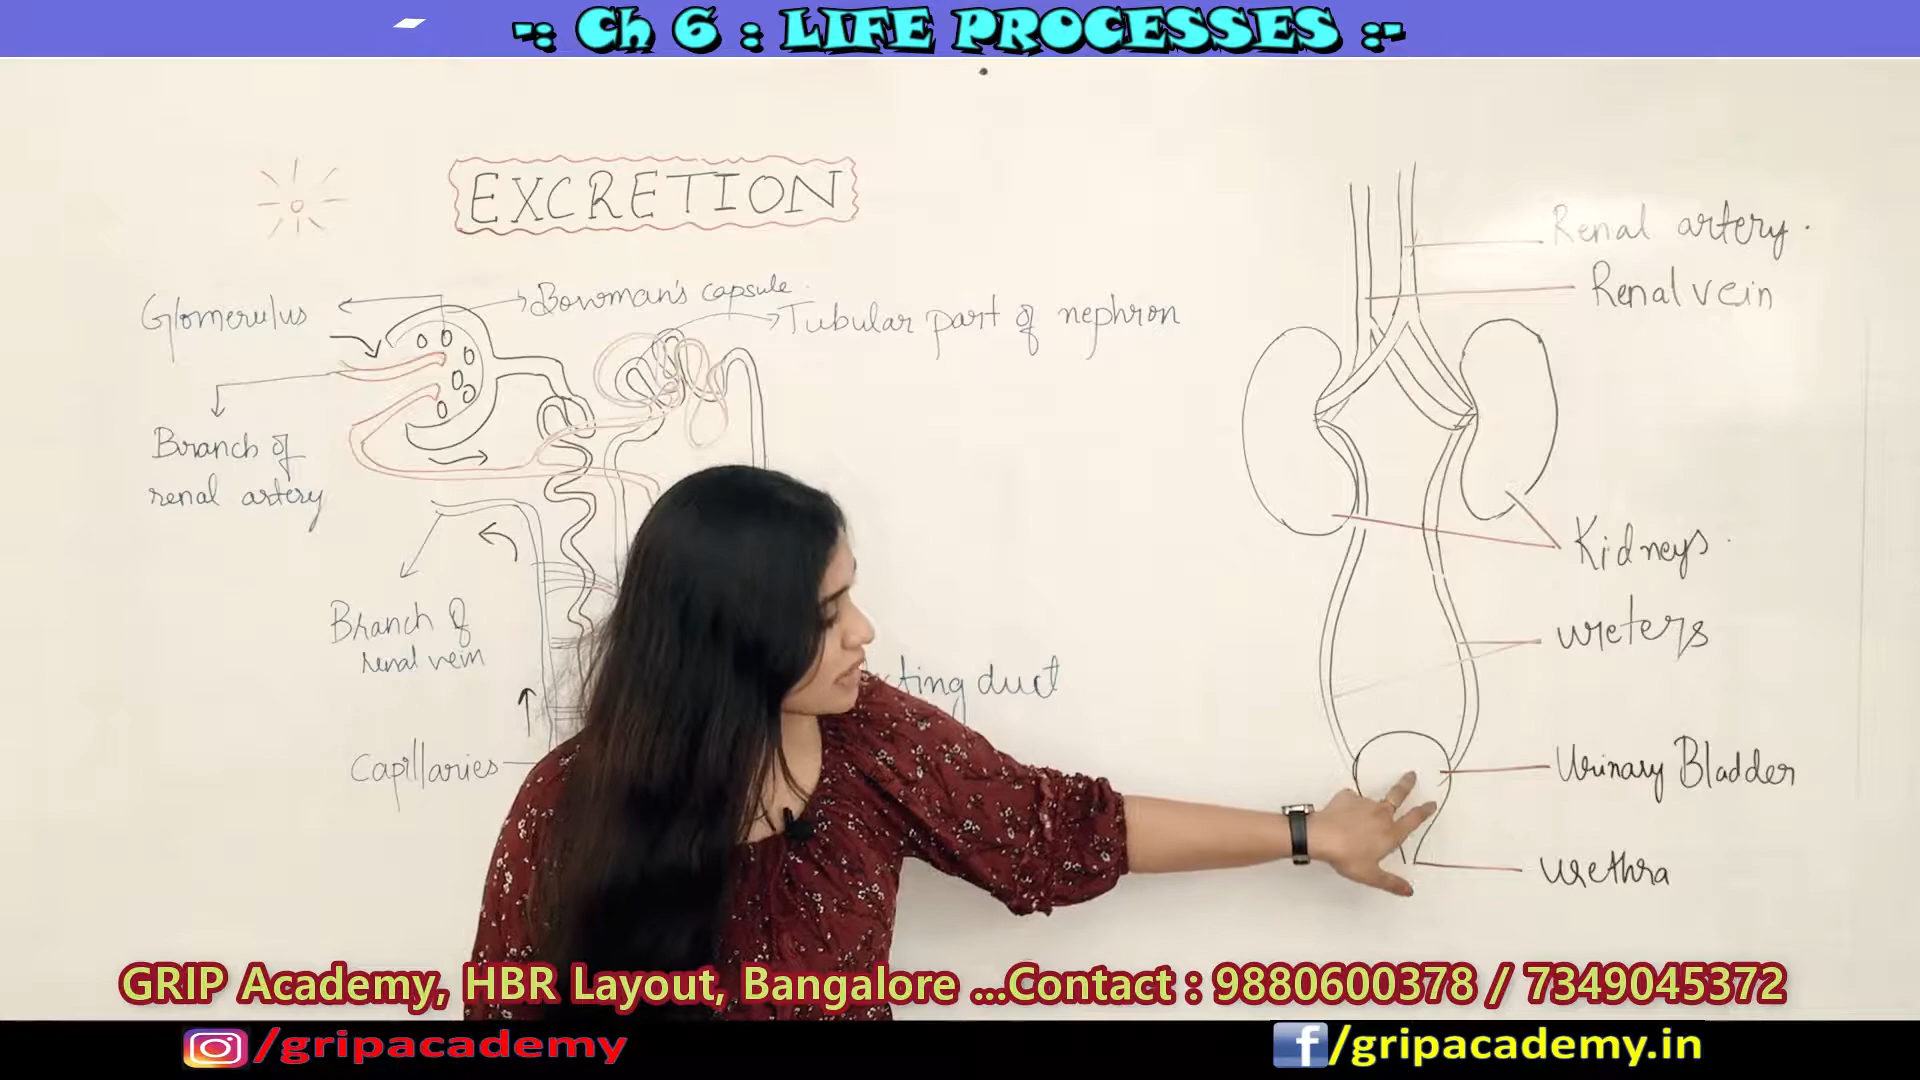 -: Ch 6 : LIFE PROCESSES :-
EXCRETION
Glomerulus
Bowman's capsule
Tubular part of nephron
Branch of
renal artery
Branch of
renal vein
Capillaries
cting duct
Renal artery
Renal vein
Kidneys
ureters
Urinary Bladder
urethra
GRIP Academy, HBR Layout, Bangalore ...Contact : 9880600378 / 7349045372
/gripacademy
f/gripacademy.in